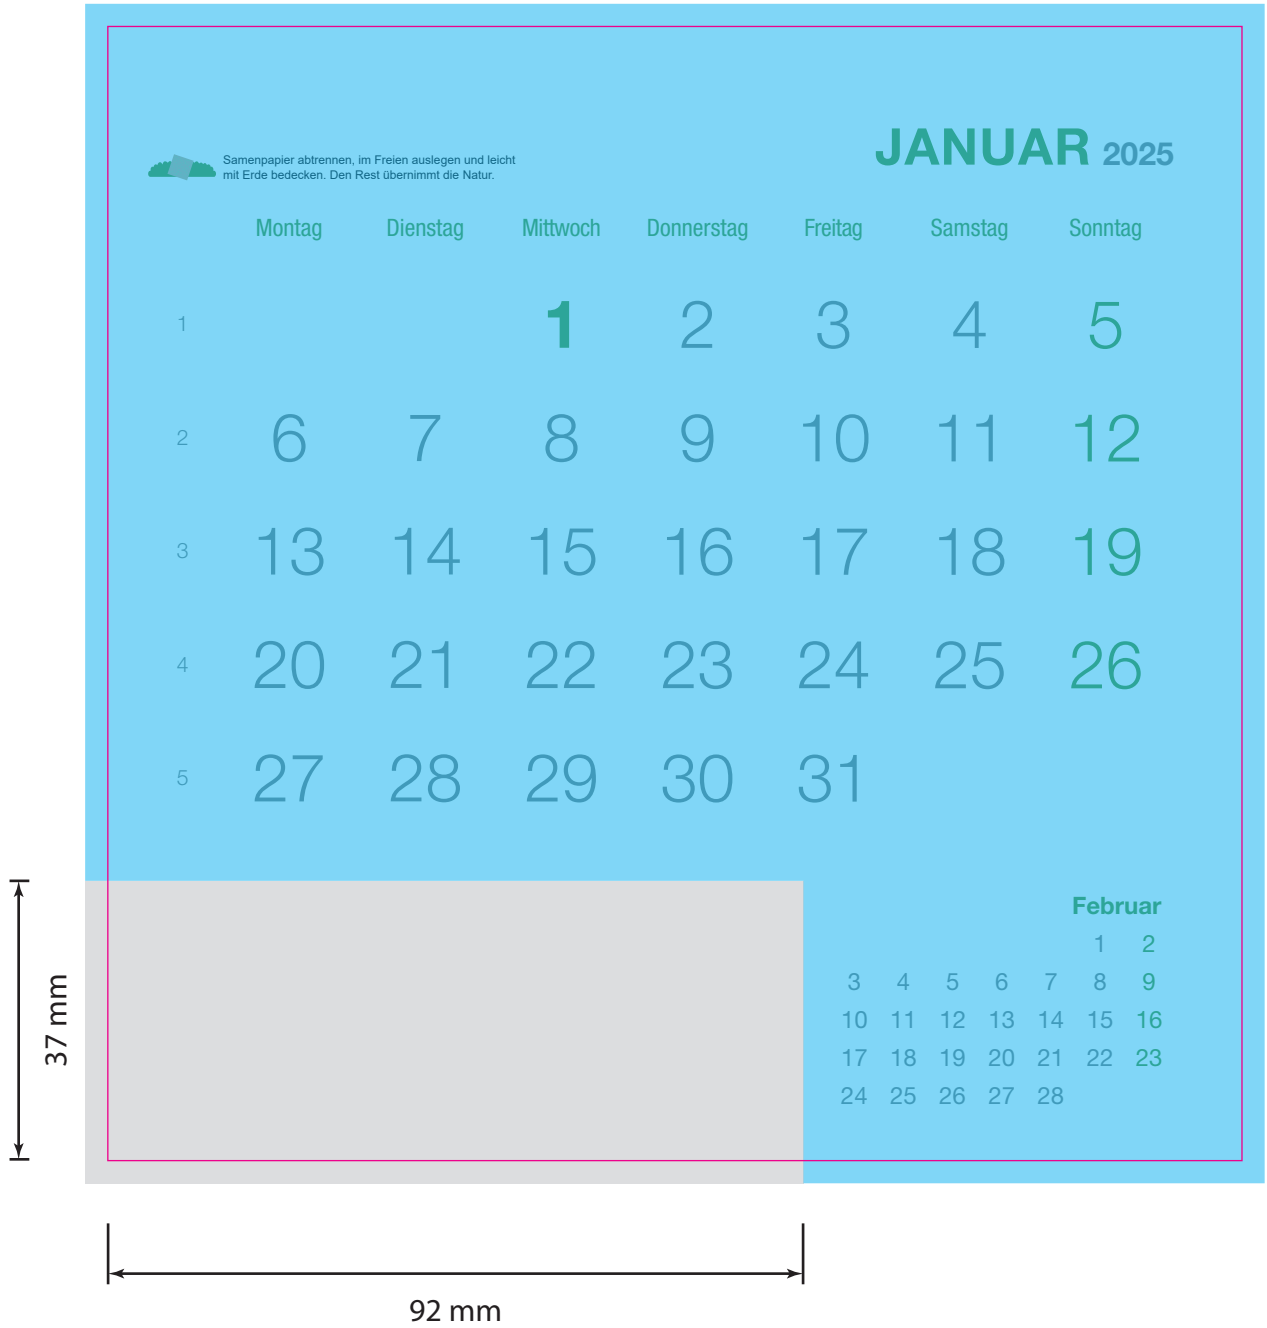 JANUAR 2025
Samenpapier abtrennen, im Freien auslegen und leicht
mit Erde bedecken. Den Rest übernimmt die Natur.
Montag Dienstag Mittwoch Donnerstag Freitag Samstag Sonntag
1 1 2 3 4 5
2 6 7 8 9 10 11 12
3 13 14 15 16 17 18 19
4 20 21 22 23 24 25 26
5 27 28 29 30 31
37 mm
Februar
1 2
3 4 5 6 7 8 9
10 11 12 13 14 15 16
17 18 19 20 21 22 23
24 25 26 27 28
92 mm